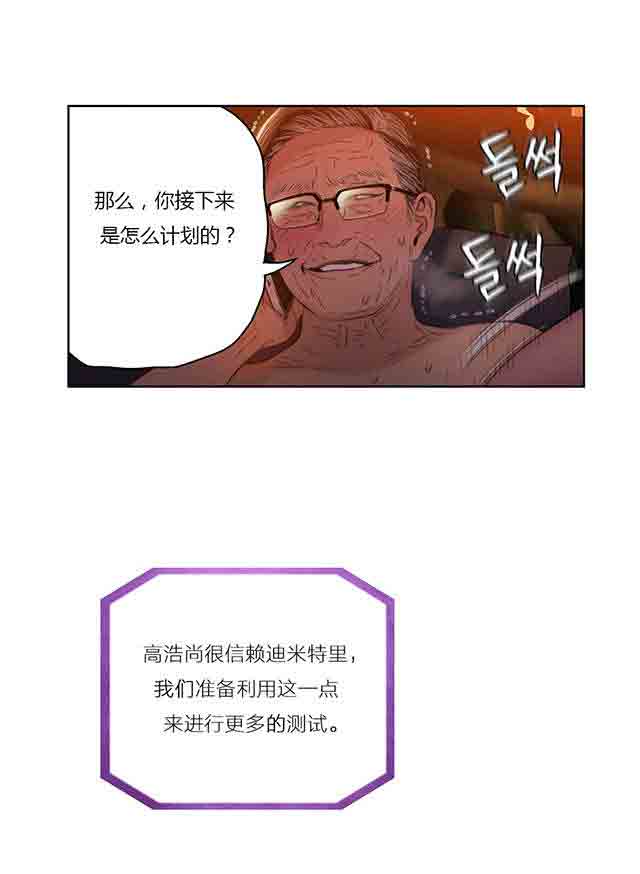 那么，你接下来
是怎么计划的？
들썩
들썩
高浩尚很信赖迪米特里，
我们准备利用这一点
来进行更多的测试。